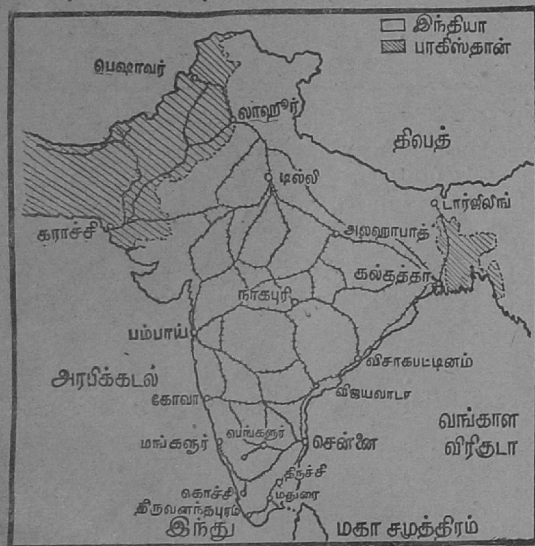 இந்தியா
பாகிஸ்தான்
பெஷாவர்
லாஹூர்
திபெத்
டில்லி
டார்ஜிலிங்
அலஹாபாத்
கராச்சி
கல்கத்தா
நாகபுரி
பம்பாய்
விசாகபட்டினம்
அரபிக்கடல்
விஜயவாடா
கோவா
வங்காள
விரிகுடா
பெங்களூர்
மங்களூர்
சென்னை
திருச்சி
கொச்சி
மதுரை
திருவனந்தபுரம்
இந்து மகா சமுத்திரம்